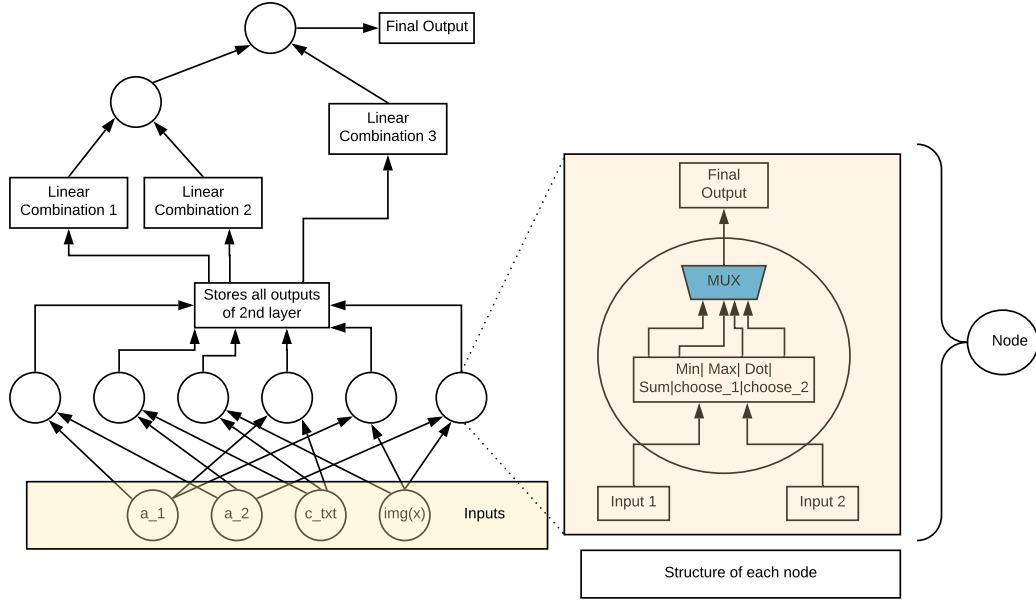 Final Output
Linear
Combination 3
Linear
Combination 1
Linear
Combination 2
Stores all outputs
of 2nd layer
a_1
a_2
c_txt
img(x)
Inputs
Final
Output
MUX
Min| Max| Dot|
Sum|choose_1|choose_2
Input 1
Input 2
Structure of each node
Node